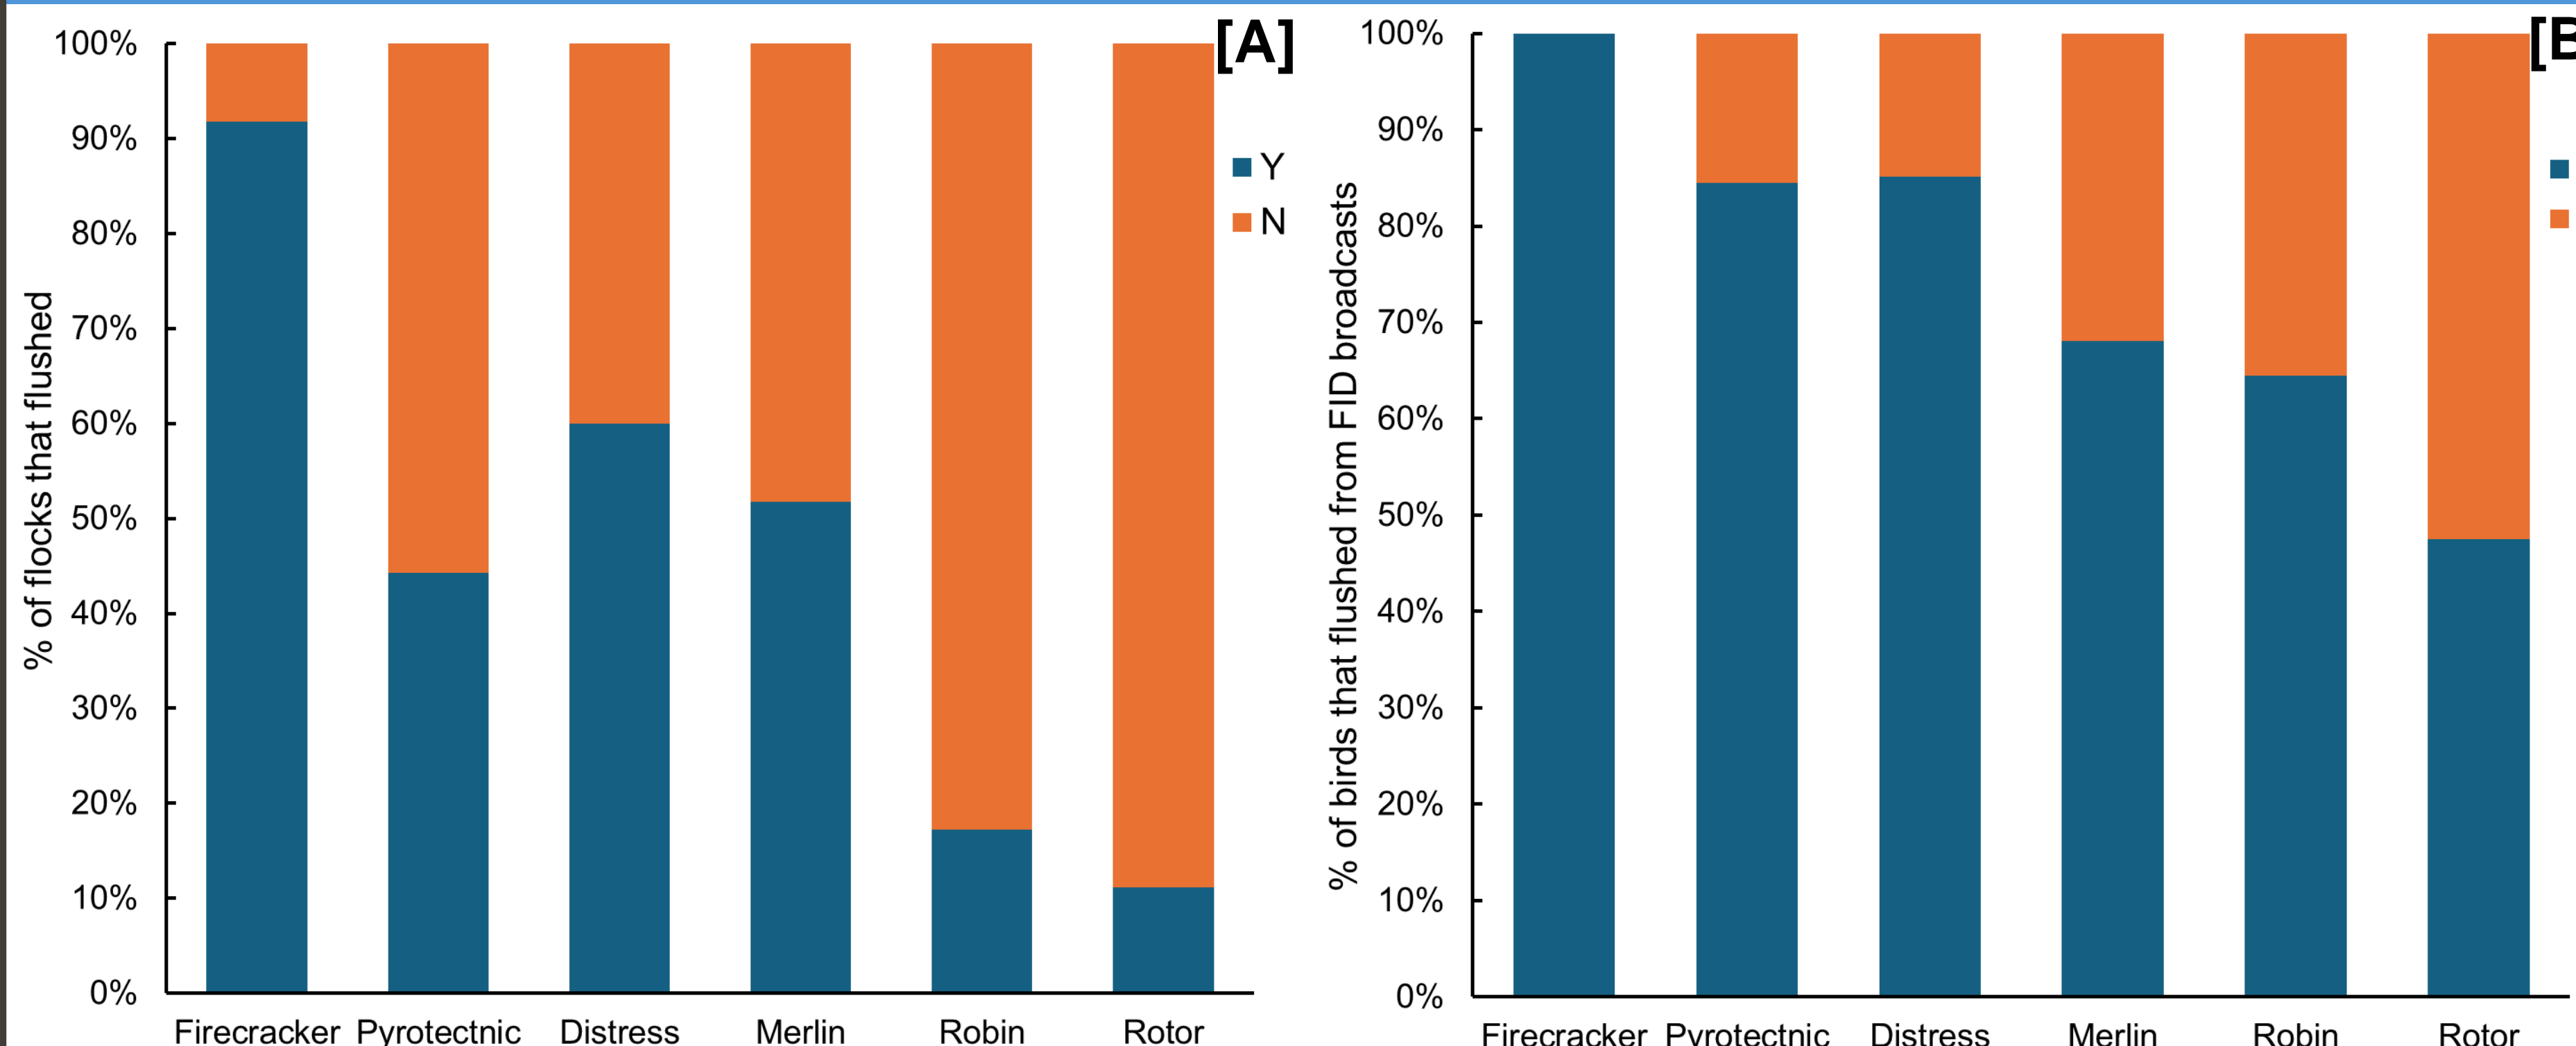 [A]
% of flocks that flushed
100%
90%
80%
70%
60%
50%
40%
30%
20%
10%
0%
Y
N
Firecracker Pyrotectnic Distress Merlin Robin Rotor
[B
% of birds that flushed from FID broadcasts
100%
90%
80%
70%
60%
50%
40%
30%
20%
10%
0%
Firecracker Pyrotectnic Distress Merlin Robin Rotor